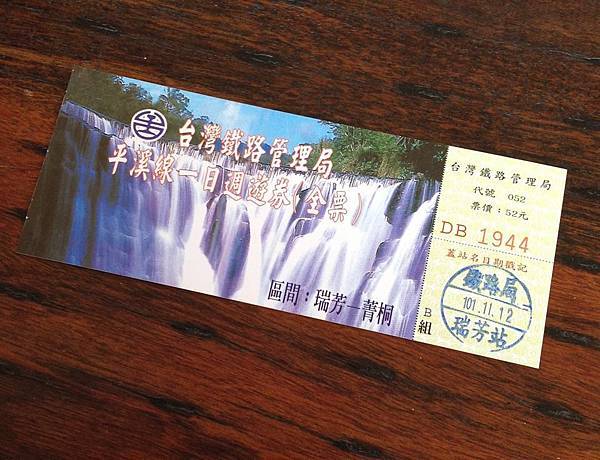 台灣鐵路管理局
平溪線一日週遊券(全票)
區間：瑞芳—菁桐
台灣鐵路管理局
代號 052
票價：52元
DB 1944
蓋站名日期戳記
鐵路局
101.11.12
瑞芳站
B
組